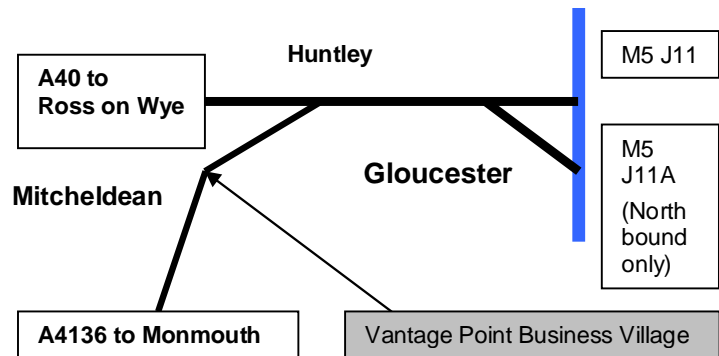 Huntley
M5 J11
A40 to
Ross on Wye
M5
J11A
(North
bound
only)
Gloucester
Mitcheldean
A4136 to Monmouth
Vantage Point Business Village